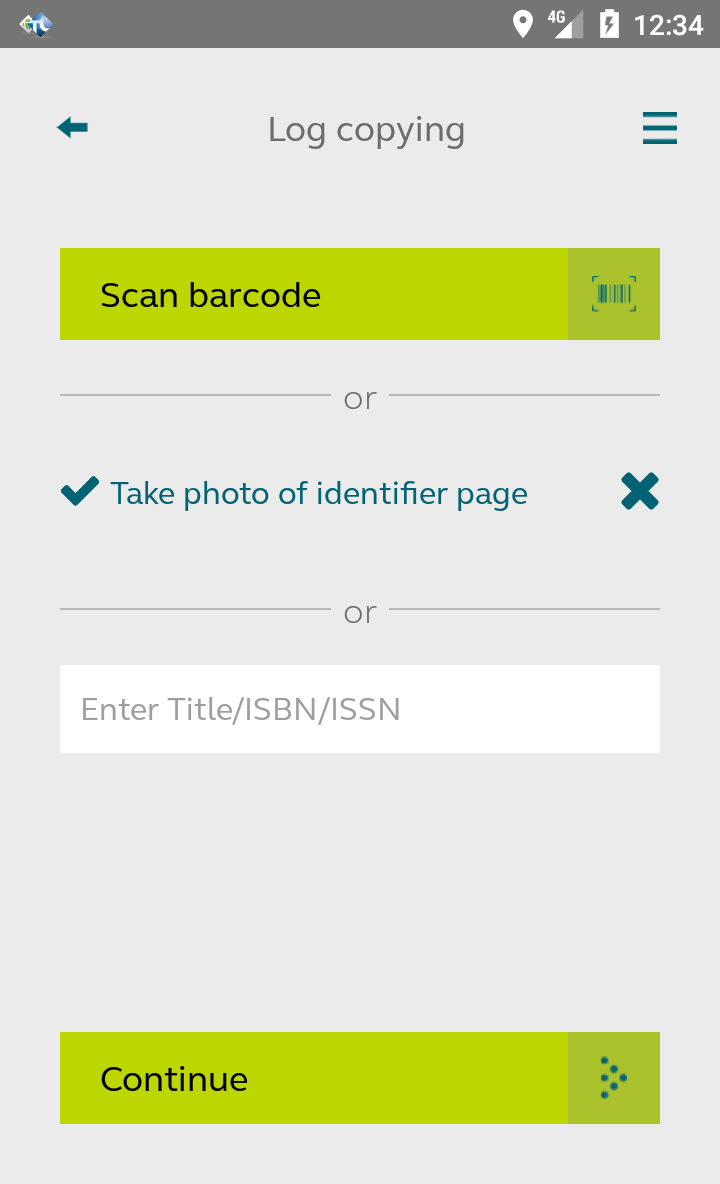 4G 12:34
Log copying
Scan barcode
or
Take photo of identifier page
or
Enter Title/ISBN/ISSN
Continue